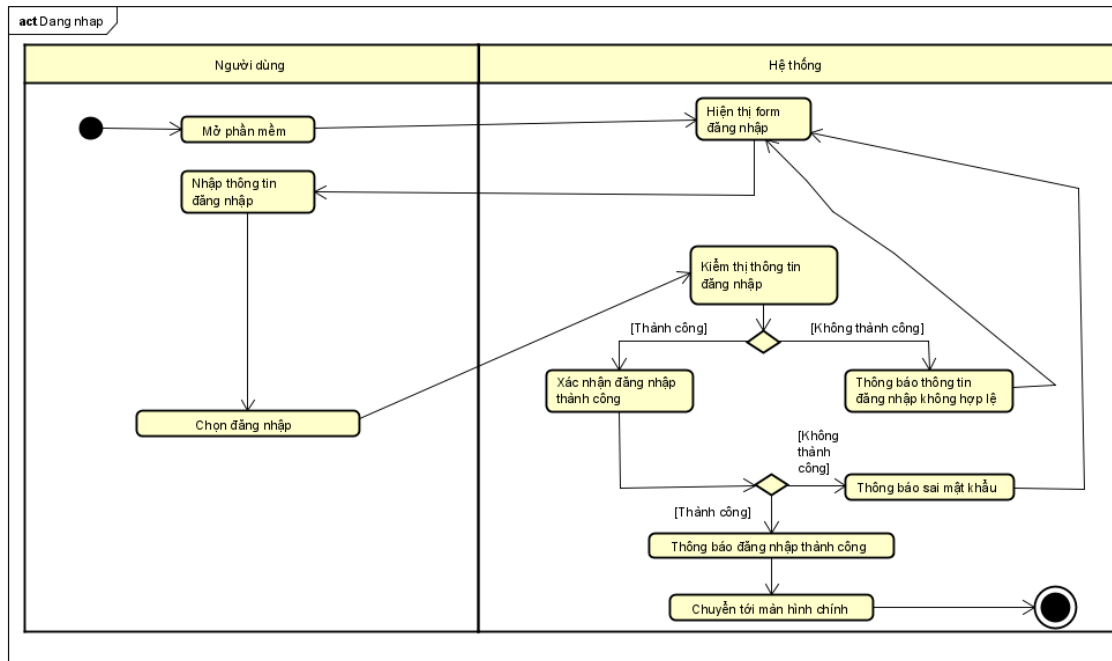 act Dang nhap
Người dùng
Hệ thống
Mở phần mềm
Hiện thị form
đăng nhập
Nhập thông tin
đăng nhập
Kiểm thị thông tin
đăng nhập
[Thành công]
[Không thành công]
Xác nhận đăng nhập
thành công
Thông báo thông tin
đăng nhập không hợp lệ
Chọn đăng nhập
[Không
thành
công]
Thông báo sai mật khẩu
[Thành công]
Thông báo đăng nhập thành công
Chuyển tới màn hình chính